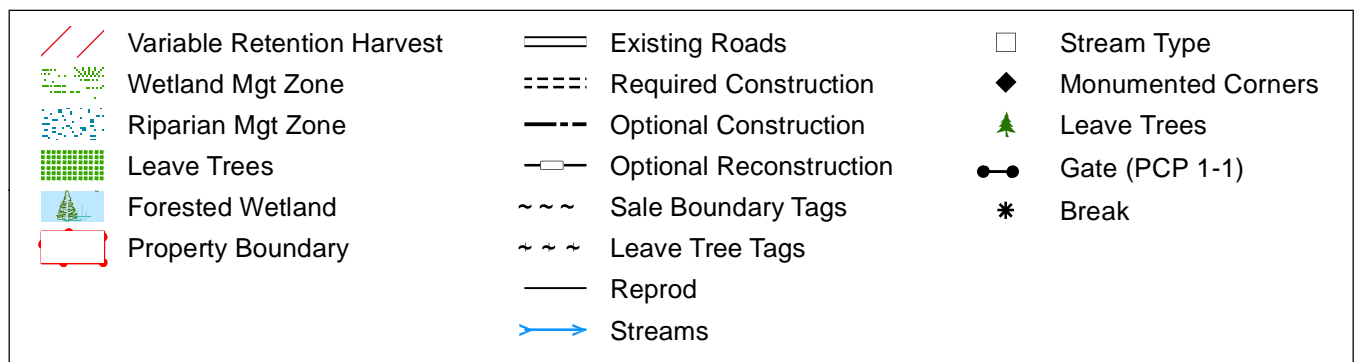 Variable Retention Harvest
Wetland Mgt Zone
Riparian Mgt Zone
Leave Trees
Forested Wetland
Property Boundary
Existing Roads
Required Construction
Optional Construction
Optional Reconstruction
Sale Boundary Tags
Leave Tree Tags
Reprod
Streams
Stream Type
Monumented Corners
Leave Trees
Gate (PCP 1-1)
Break